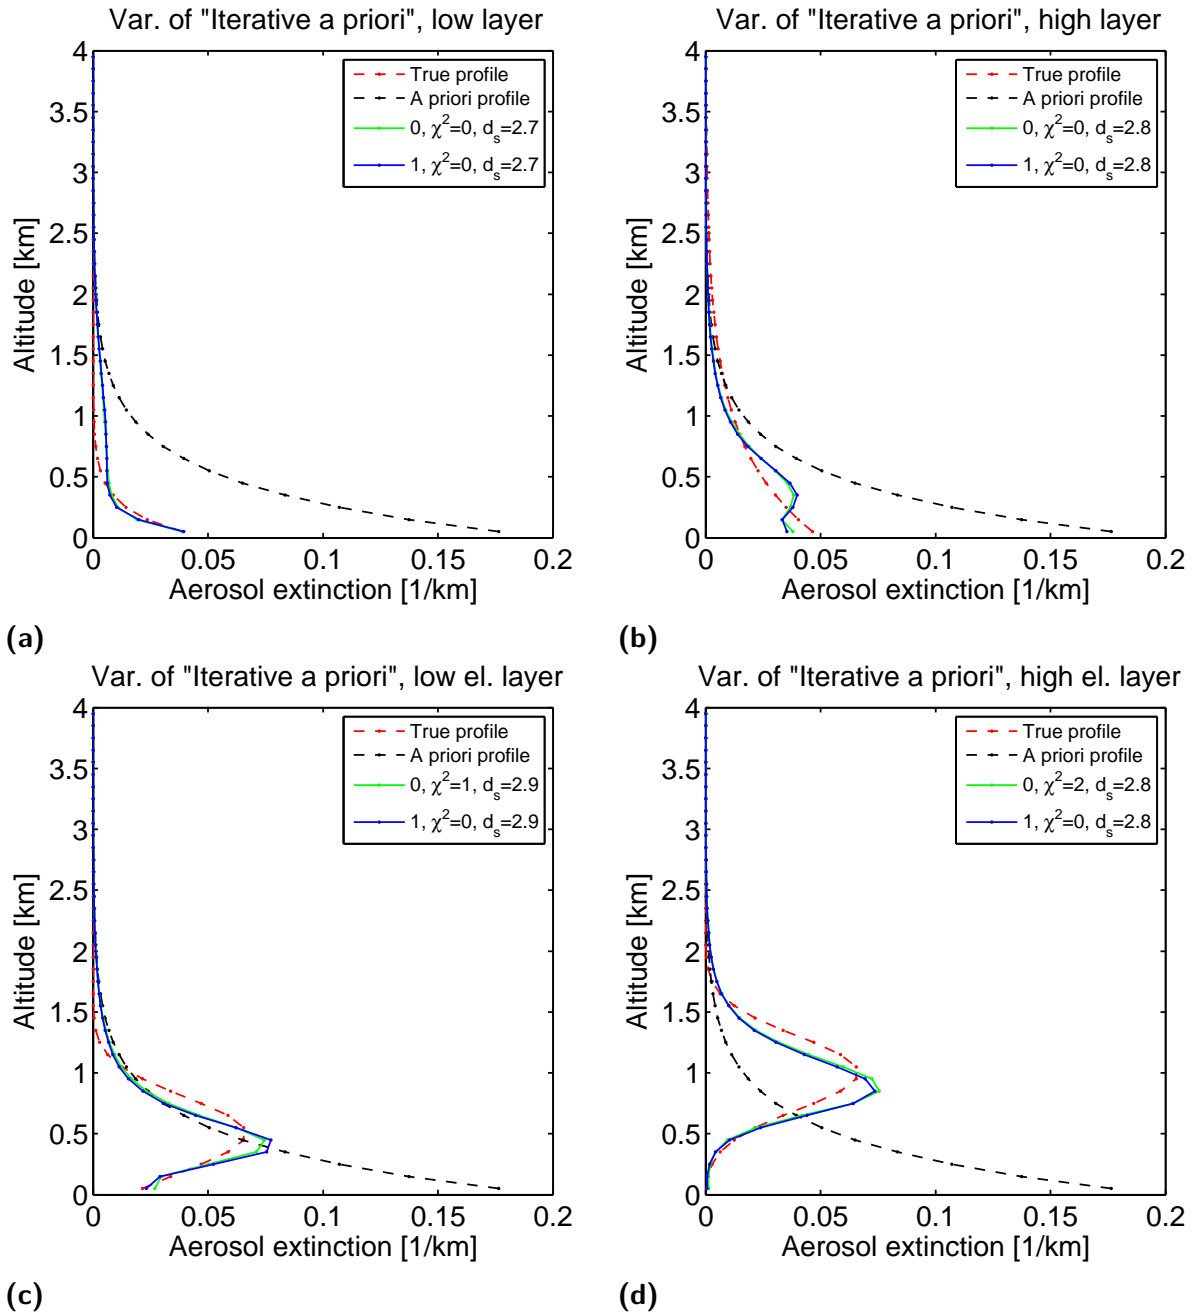 Var. of "Iterative a priori", low layer
4
3.5
3
2.5
2
1.5
1
0.5
0
Altitude [km]
True profile
A priori profile
0, χ²=0, dₛ=2.7
1, χ²=0, dₛ=2.7
0 0.05 0.1 0.15 0.2
Aerosol extinction [1/km]
(a)
Var. of "Iterative a priori", high layer
4
3.5
3
2.5
2
1.5
1
0.5
0
Altitude [km]
True profile
A priori profile
0, χ²=0, dₛ=2.8
1, χ²=0, dₛ=2.8
0 0.05 0.1 0.15 0.2
Aerosol extinction [1/km]
(b)
Var. of "Iterative a priori", low el. layer
4
3.5
3
2.5
2
1.5
1
0.5
0
Altitude [km]
True profile
A priori profile
0, χ²=1, dₛ=2.9
1, χ²=0, dₛ=2.9
0 0.05 0.1 0.15 0.2
Aerosol extinction [1/km]
(c)
Var. of "Iterative a priori", high el. layer
4
3.5
3
2.5
2
1.5
1
0.5
0
Altitude [km]
True profile
A priori profile
0, χ²=2, dₛ=2.8
1, χ²=0, dₛ=2.8
0 0.05 0.1 0.15 0.2
Aerosol extinction [1/km]
(d)